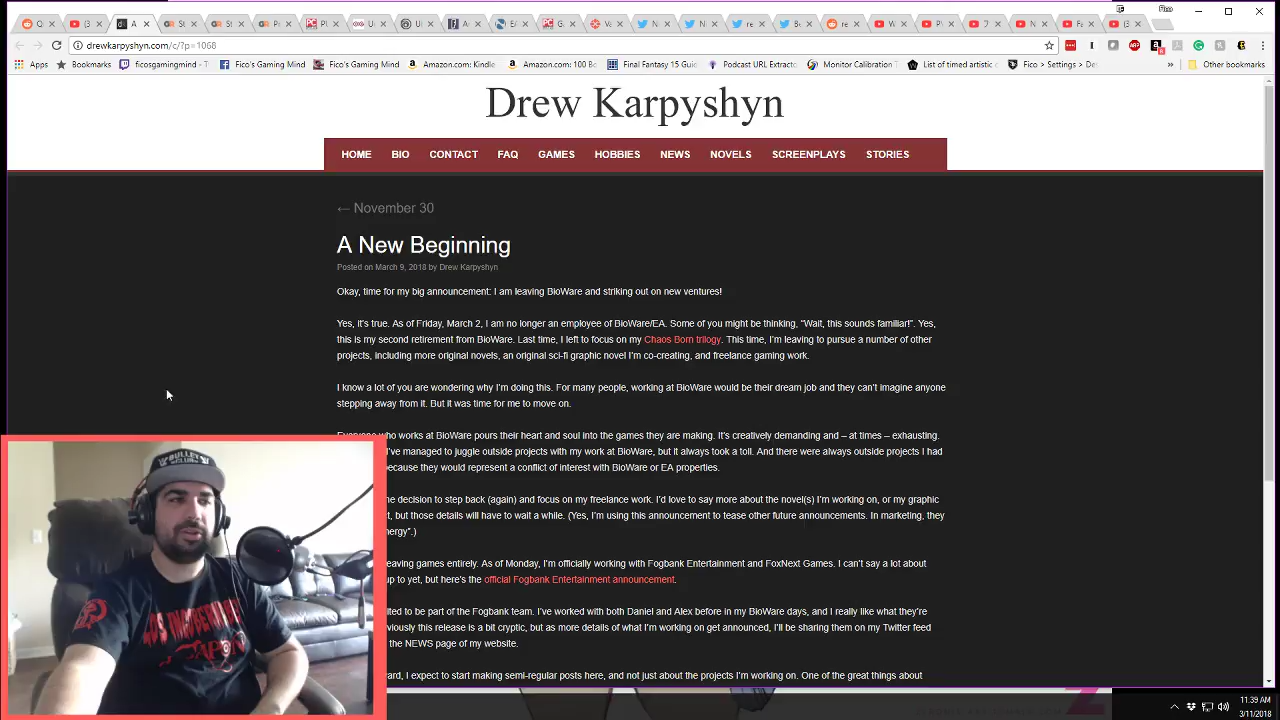 drewkarpyshyn.com/c/?p=1068
Apps
Bookmarks
ficosgamingmind - T
Fico's Gaming Mind
Fico's Gaming Mind
Amazon.com: Kindle
Amazon.com: 100 Bo
Final Fantasy 15 Guid
Podcast URL Extracto
Monitor Calibration T
List of timed artistic
Fico > Settings > De
Other bookmarks
Drew Karpyshyn
HOME BIO CONTACT FAQ GAMES HOBBIES NEWS NOVELS SCREENPLAYS STORIES
← November 30
A New Beginning
Posted on March 9, 2018 by Drew Karpyshyn
Okay, time for my big announcement: I am leaving BioWare and striking out on new ventures!
Yes, it's true. As of Friday, March 2, I am no longer an employee of BioWare/EA. Some of you might be thinking, "Wait, this sounds familiar!". Yes,
this is my second retirement from BioWare. Last time, I left to focus on my Chaos Born trilogy. This time, I'm leaving to pursue a number of other
projects, including more original novels, an original sci-fi graphic novel I'm co-creating, and freelance gaming work.
I know a lot of you are wondering why I'm doing this. For many people, working at BioWare would be their dream job and they can't imagine anyone
stepping away from it. But it was time for me to move on.
who works at BioWare pours their heart and soul into the games they are making. It's creatively demanding and – at times – exhausting.
I've managed to juggle outside projects with my work at BioWare, but it always took a toll. And there were always outside projects I had
because they would represent a conflict of interest with BioWare or EA properties.
decision to step back (again) and focus on my freelance work. I'd love to say more about the novel(s) I'm working on, or my graphic
but those details will have to wait a while. (Yes, I'm using this announcement to tease other future announcements. In marketing, they
nergy".)
eaving games entirely. As of Monday, I'm officially working with Fogbank Entertainment and FoxNext Games. I can't say a lot about
up to yet, but here's the official Fogbank Entertainment announcement.
ited to be part of the Fogbank team. I've worked with both Daniel and Alex before in my BioWare days, and I really like what they're
viously this release is a bit cryptic, but as more details of what I'm working on get announced, I'll be sharing them on my Twitter feed
the NEWS page of my website.
ard, I expect to start making semi-regular posts here, and not just about the projects I'm working on. One of the great things about
BULLET
CLUB
JAPON
11:39 AM
3/11/2018